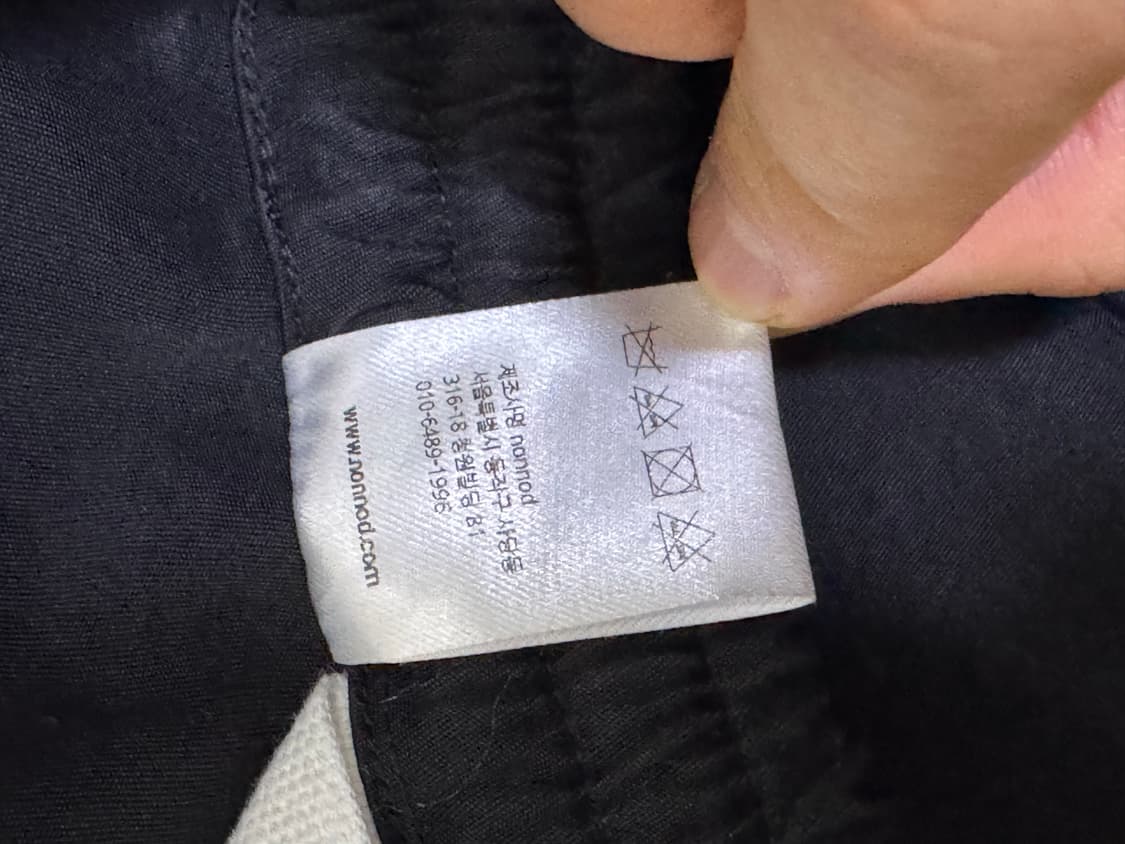 제조사명 nonnod
서울특별시 동작구 사당동
316-18 동원빌딩 B1
010-6489-1996
www.nonnod.com